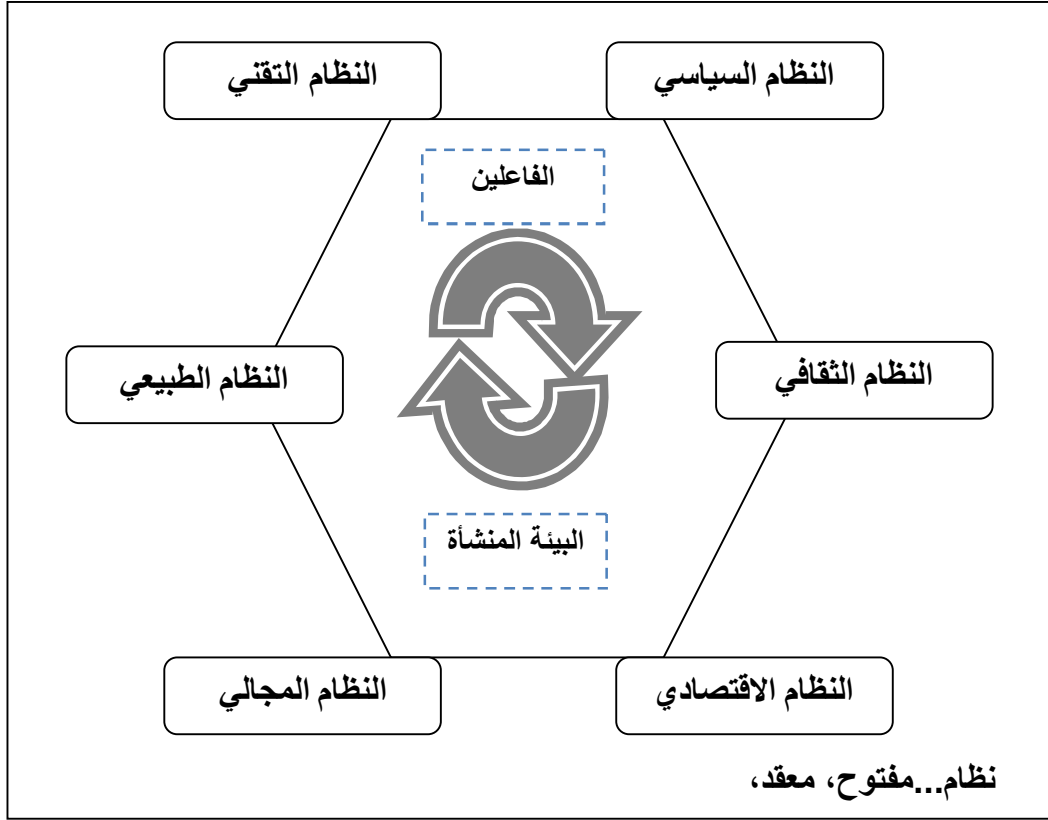 النظام السياسي
النظام التقني
الفاعلين
النظام الثقافي
النظام الطبيعي
البيئة المنشأة
النظام الاقتصادي
النظام المجالي
نظام...مفتوح، معقد،